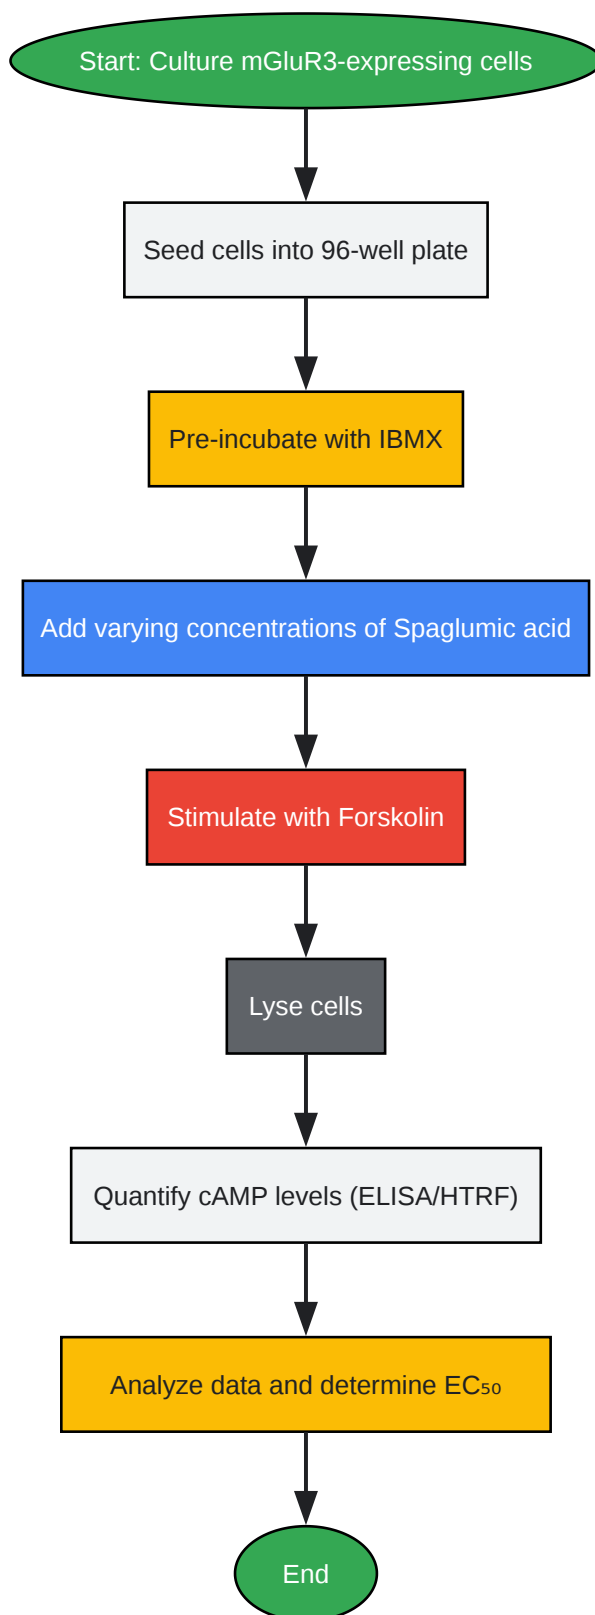 Start: Culture mGluR3-expressing cells
Seed cells into 96-well plate
Pre-incubate with IBMX
Add varying concentrations of Spaglumic acid
Stimulate with Forskolin
Lyse cells
Quantify cAMP levels (ELISA/HTRF)
Analyze data and determine EC₅₀
End